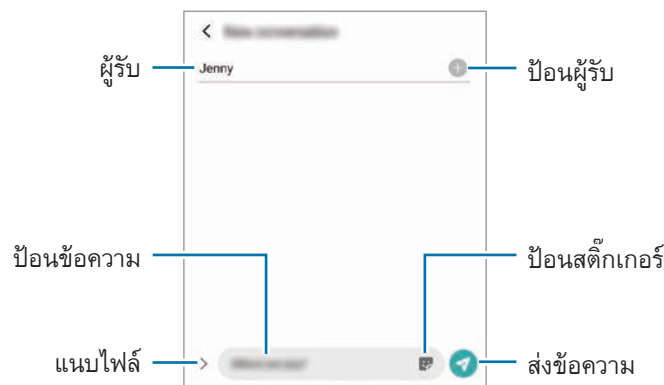 ผู้รับ
Jenny
ป้อนผู้รับ
ป้อนข้อความ
ป้อนสติ๊กเกอร์
แนบไฟล์
ส่งข้อความ